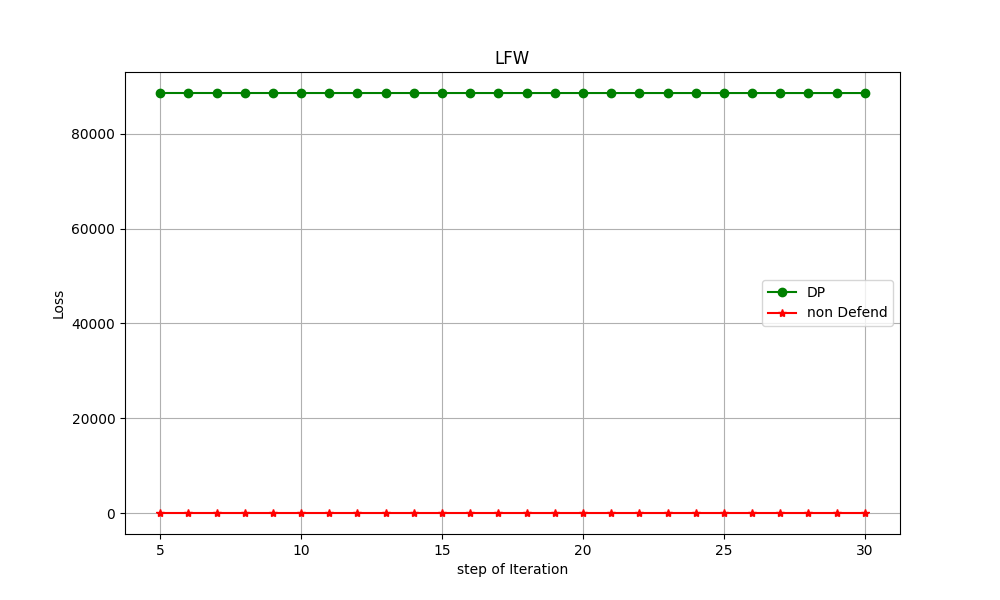 LFW
80000
60000
40000
20000
0
Loss
DP
non Defend
5 10 15 20 25 30
step of Iteration